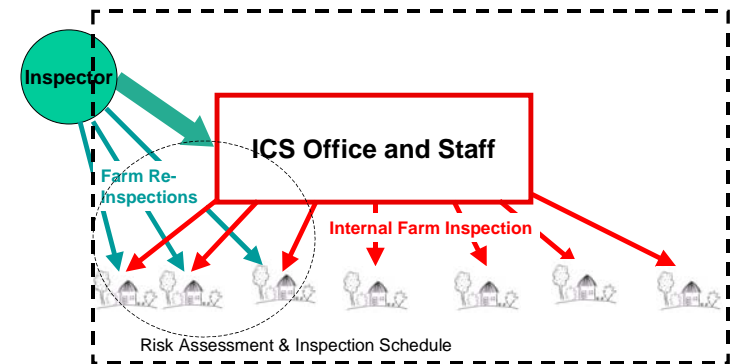 Inspector
ICS Office and Staff
Farm Re-
Inspections
Internal Farm Inspection
Risk Assessment & Inspection Schedule